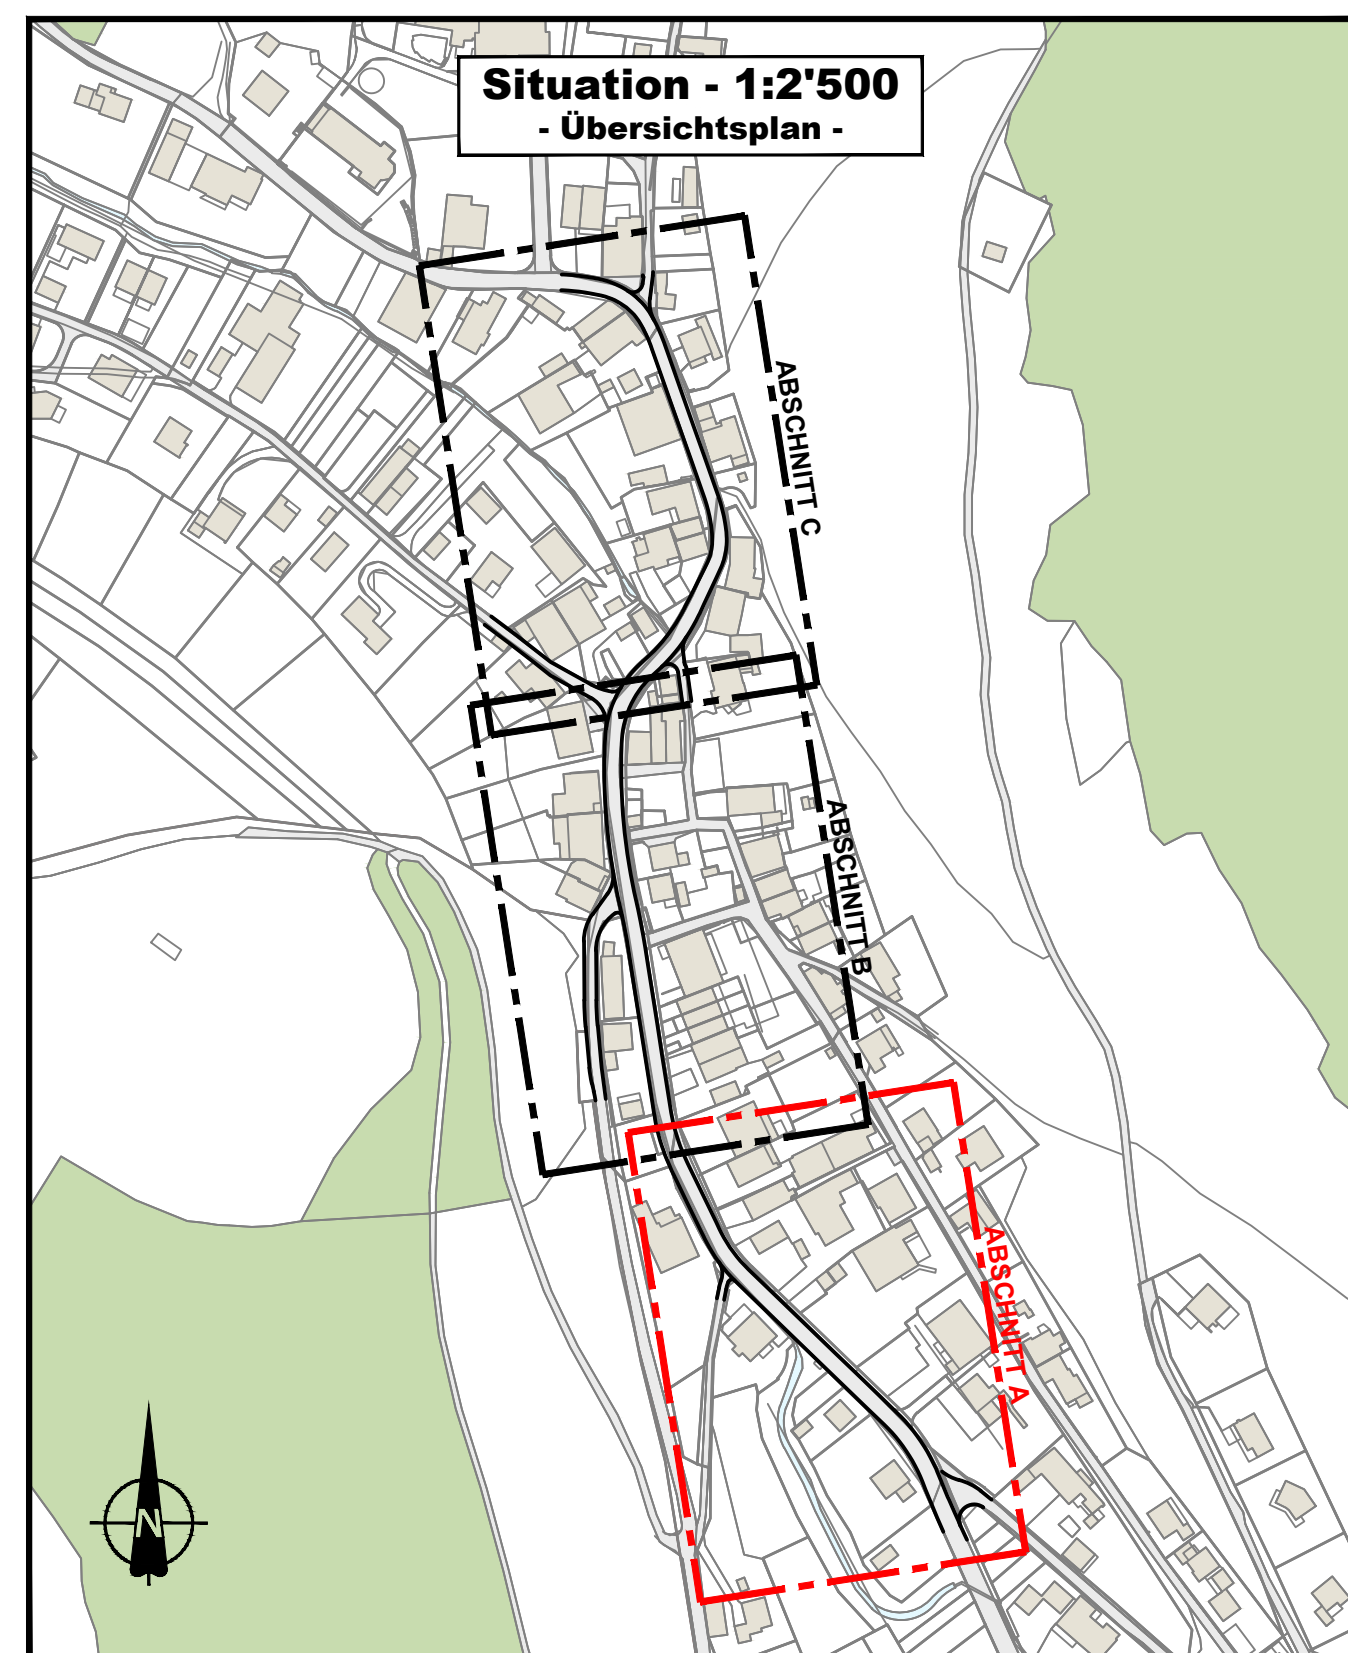 Situation - 1:2'500
- Übersichtsplan -
ABSCHNITT C
ABSCHNITT B
ABSCHNITT A
N